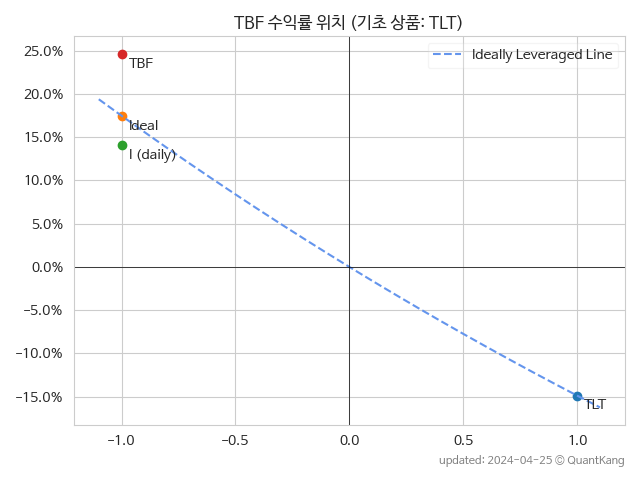 TBF 수익률 위치 (기초 상품: TLT)
25.0%
20.0%
15.0%
10.0%
5.0%
0.0%
−5.0%
−10.0%
−15.0%
Ideally Leveraged Line
TBF
Ideal
I (daily)
TLT
−1.0 −0.5 0.0 0.5 1.0
updated: 2024-04-25 © QuantKang